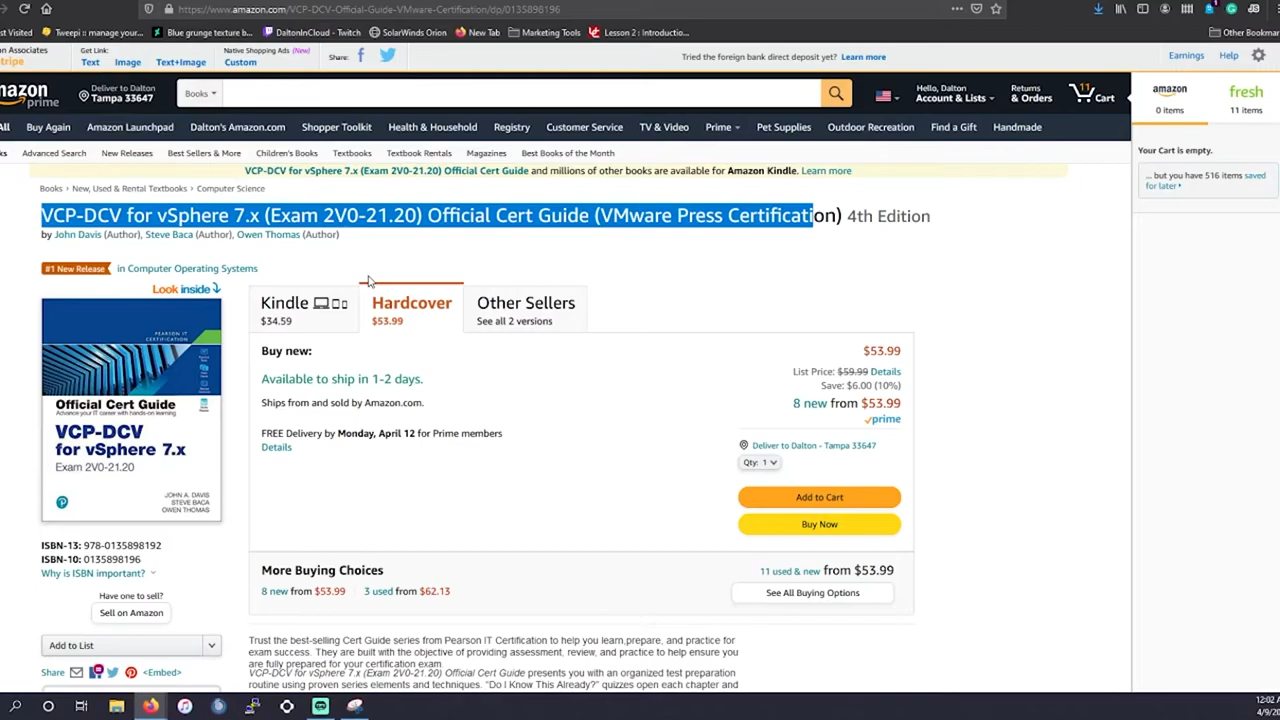 https://www.amazon.com/VCP-DCV-Official-Guide-VMware-Certification/dp/0135898196
st Visited Tweepi :: manage your... Blue grunge texture b... DaltonInCloud - Twitch SolarWinds Orion New Tab Marketing Tools Lesson 2 : Introductio... Other Bookmar
n Associates
stripe
Get Link:
Text Image Text+Image
Native Shopping Ads (New)
Custom
Share:
Tried the foreign bank direct deposit yet? Learn more
Earnings Help
amazon
prime
Deliver to Dalton
Tampa 33647
Books
Hello, Dalton
Account & Lists
Returns
& Orders
11
Cart
amazon
0 items
fresh
11 items
All Buy Again Amazon Launchpad Dalton's Amazon.com Shopper Toolkit Health & Household Registry Customer Service TV & Video Prime Pet Supplies Outdoor Recreation Find a Gift Handmade
ks Advanced Search New Releases Best Sellers & More Children's Books Textbooks Textbook Rentals Magazines Best Books of the Month
Your Cart is empty.
... but you have 516 items saved
for later
VCP-DCV for vSphere 7.x (Exam 2V0-21.20) Official Cert Guide and millions of other books are available for Amazon Kindle. Learn more
Books › New, Used & Rental Textbooks › Computer Science
VCP-DCV for vSphere 7.x (Exam 2V0-21.20) Official Cert Guide (VMware Press Certification) 4th Edition
by John Davis (Author), Steve Baca (Author), Owen Thomas (Author)
#1 New Release in Computer Operating Systems
Look inside
PEARSON IT
CERTIFICATION
Official Cert Guide
Advance your IT career with hands-on learning
VCP-DCV
for vSphere 7.x
Exam 2V0-21.20
JOHN A. DAVIS
STEVE BACA
OWEN THOMAS
Kindle
$34.59
Hardcover
$53.99
Other Sellers
See all 2 versions
Buy new:
$53.99
Available to ship in 1-2 days.
List Price: $59.99 Details
Save: $6.00 (10%)
Ships from and sold by Amazon.com.
8 new from $53.99
prime
FREE Delivery by Monday, April 12 for Prime members
Details
Deliver to Dalton - Tampa 33647
Qty: 1
Add to Cart
Buy Now
More Buying Choices
8 new from $53.99 3 used from $62.13
11 used & new from $53.99
See All Buying Options
ISBN-13: 978-0135898192
ISBN-10: 0135898196
Why is ISBN important?
Have one to sell?
Sell on Amazon
Add to List
Share <Embed>
Trust the best-selling Cert Guide series from Pearson IT Certification to help you learn,prepare, and practice for
exam success. They are built with the objective of providing assessment, review, and practice to help ensure you
are fully prepared for your certification exam.
VCP-DCV for vSphere 7.x (Exam 2V0-21.20) Official Cert Guide presents you with an organized test preparation
routine using proven series elements and techniques. "Do I Know This Already?" quizzes open each chapter and
12:02 A
4/9/20